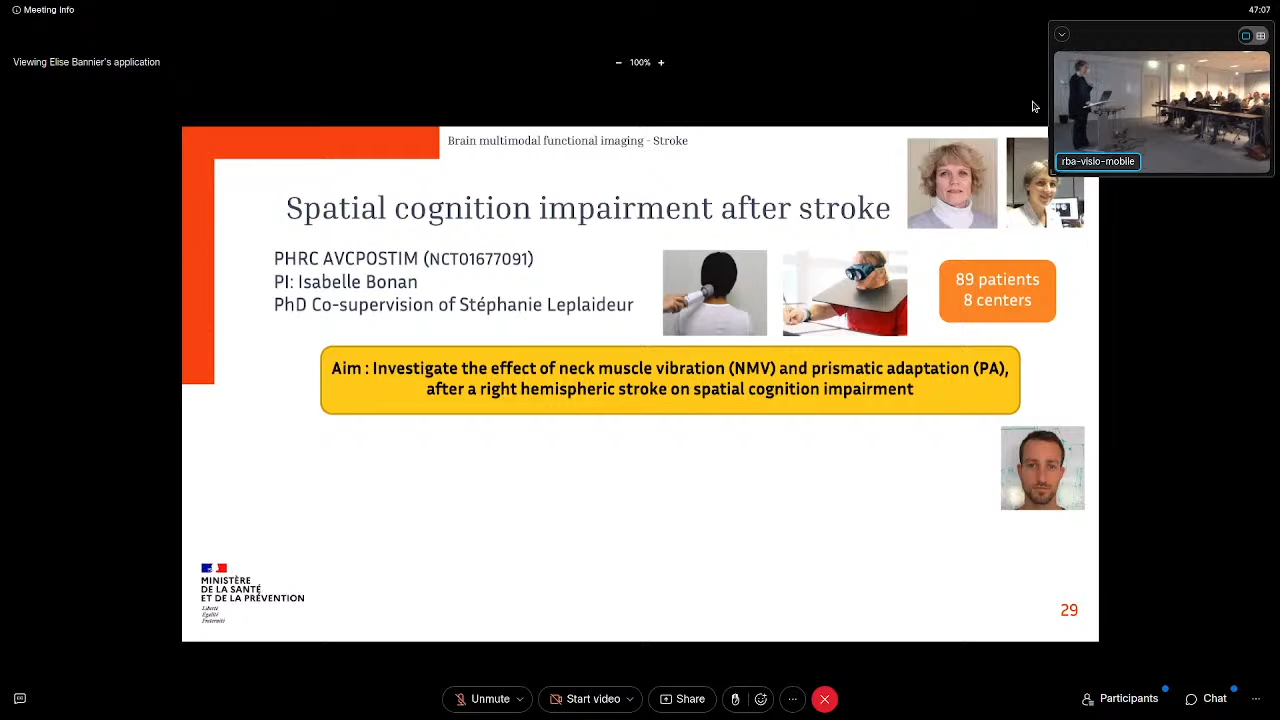 Meeting Info
47:07
Viewing Elise Bannier's application
100%
rba-visio-mobile
Brain multimodal functional imaging - Stroke
Spatial cognition impairment after stroke
PHRC AVCPOSTIM (NCT01677091)
PI: Isabelle Bonan
PhD Co-supervision of Stéphanie Leplaideur
89 patients
8 centers
Aim : Investigate the effect of neck muscle vibration (NMV) and prismatic adaptation (PA),
after a right hemispheric stroke on spatial cognition impairment
MINISTÈRE
DE LA SANTÉ
ET DE LA PRÉVENTION
Liberté
Égalité
Fraternité
29
Unmute
Start video
Share
Participants
Chat